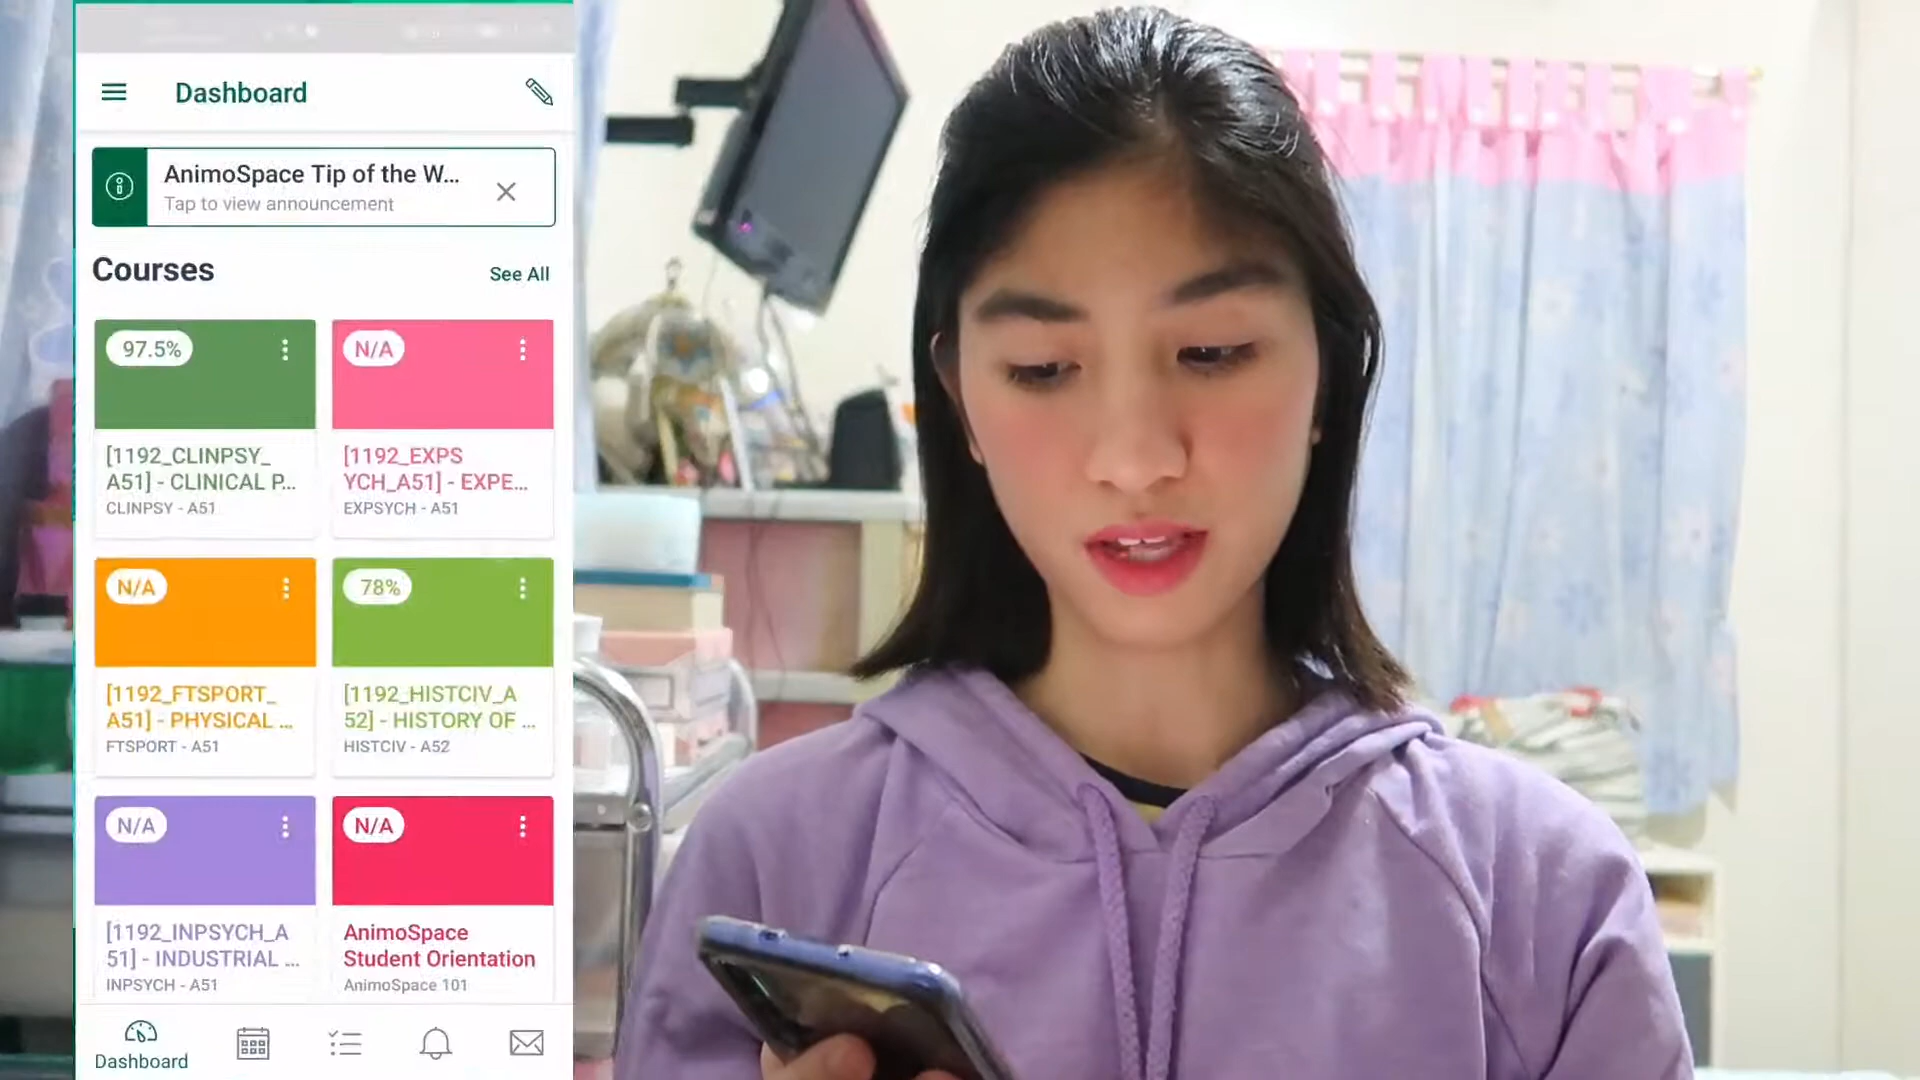 Dashboard
AnimoSpace Tip of the W...
Tap to view announcement
Courses
See All
97.5%
[1192_CLINPSY_
A51] - CLINICAL P...
CLINPSY - A51
N/A
[1192_EXPS
YCH_A51] - EXPE...
EXPSYCH - A51
N/A
[1192_FTSPORT_
A51] - PHYSICAL ...
FTSPORT - A51
78%
[1192_HISTCIV_A
52] - HISTORY OF ...
HISTCIV - A52
N/A
[1192_INPSYCH_A
51] - INDUSTRIAL ...
INPSYCH - A51
N/A
AnimoSpace
Student Orientation
AnimoSpace 101
Dashboard